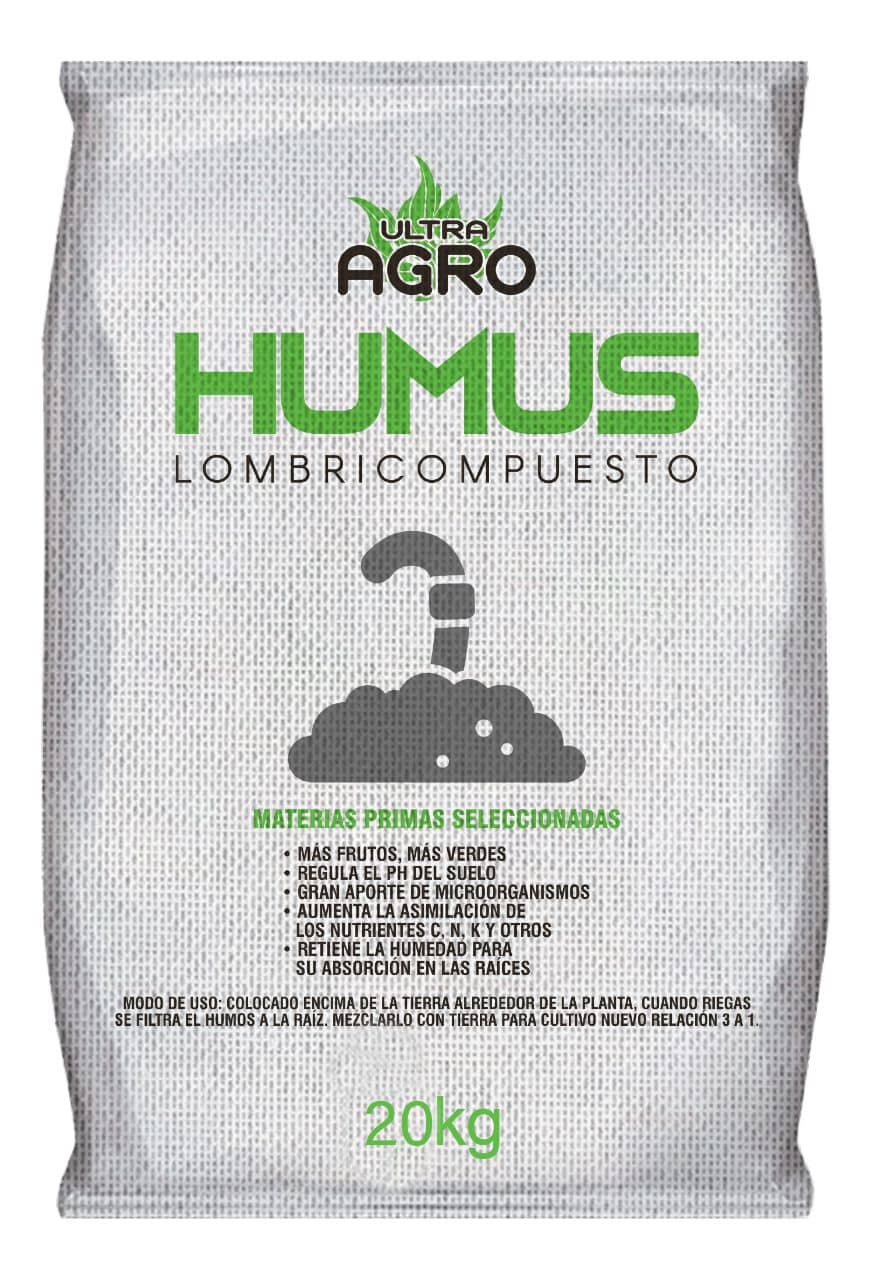 ULTRA
AGRO
HUMUS
LOMBRICOMPUESTO
MATERIAS PRIMAS SELECCIONADAS
• MÁS FRUTOS, MÁS VERDES
• REGULA EL PH DEL SUELO
• GRAN APORTE DE MICROORGANISMOS
• AUMENTA LA ASIMILACIÓN DE
LOS NUTRIENTES C, N, K Y OTROS
• RETIENE LA HUMEDAD PARA
SU ABSORCIÓN EN LAS RAÍCES
MODO DE USO: COLOCADO ENCIMA DE LA TIERRA ALREDEDOR DE LA PLANTA, CUANDO RIEGAS
SE FILTRA EL HUMOS A LA RAÍZ. MEZCLARLO CON TIERRA PARA CULTIVO NUEVO RELACIÓN 3 A 1.
20kg